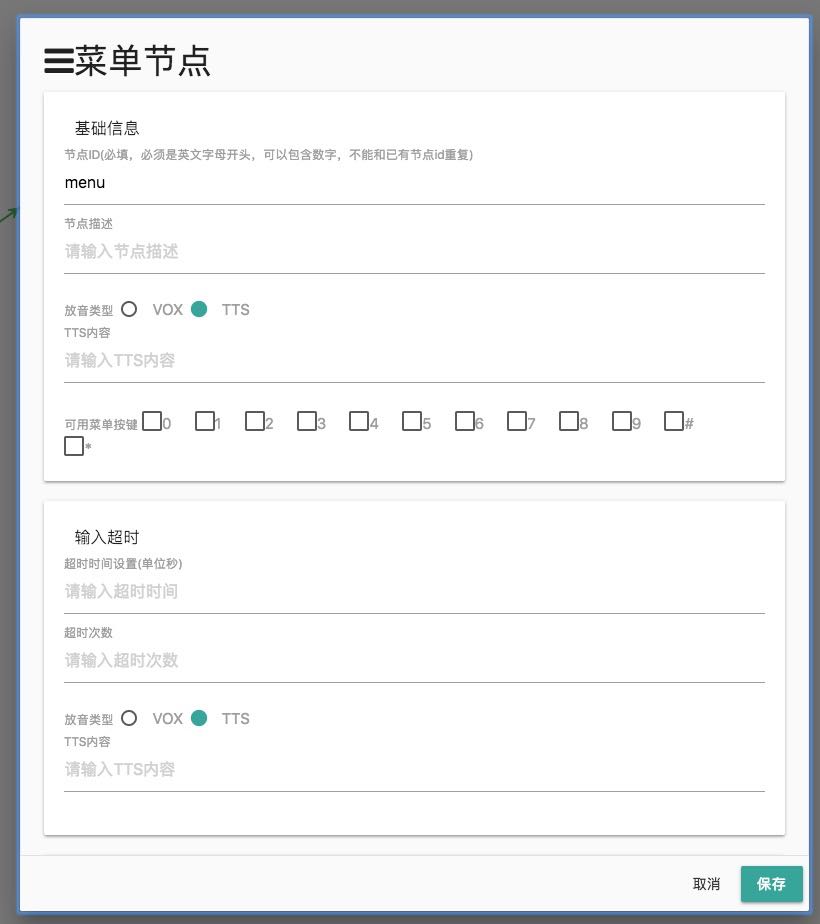 菜单节点
基础信息
节点ID(必填，必须是英文字母开头，可以包含数字，不能和已有节点id重复)
menu
节点描述
请输入节点描述
放音类型 VOX TTS
TTS内容
请输入TTS内容
可用菜单按键 0 1 2 3 4 5 6 7 8 9 #
*
输入超时
超时时间设置(单位秒)
请输入超时时间
超时次数
请输入超时次数
放音类型 VOX TTS
TTS内容
请输入TTS内容
取消 保存